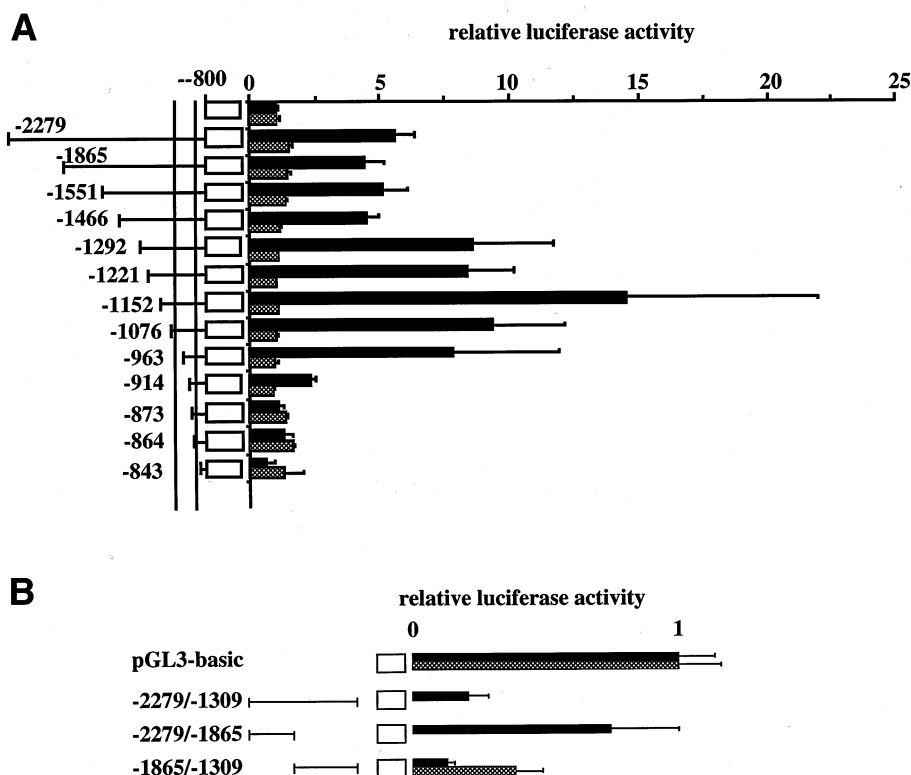 A
relative luciferase activity
--800 0 5 10 15 20 25
-2279
-1865
-1551
-1466
-1292
-1221
-1152
-1076
-963
-914
-873
-864
-843
B
relative luciferase activity
0 1
pGL3-basic
-2279/-1309
-2279/-1865
-1865/-1309